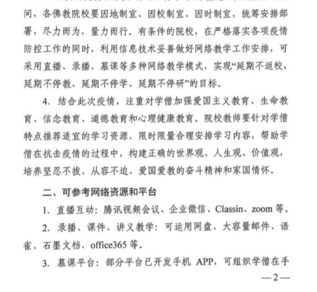 间，各佛教院校要因地制宜、因校制宜、因时制宜，统筹安排部
署，尽力而为，量力而行。有条件的院校，在严格落实各项疫情
防控工作的同时，利用信息技术妥善做好网络教学工作安排，可
采用直播、录播、慕课等多种网络教学模式，实现“延期不返校，
延期不停教、延期不停学、延期不停研”的目标。
4. 结合此次疫情，注重对学僧加强爱国主义教育、生命教
育、信念教育、道德教育和心理健康教育。院校教师要针对学僧
特点推荐适宜的学习资源，限时限量合理安排学习内容，帮助学
僧在抗击疫情的过程中，构建正确的世界观，人生观，价值观，
培养坚忍不拔、从容不迫、爱国爱教的奋斗精神和家国情怀。
二、可参考网络资源和平台
1. 直播互动：腾讯视频会议、企业微信、Classin、zoom 等。
2. 录播、课件、讲义教学：可运用网盘、大容量邮件、语
雀、石墨文档、office365 等。
3. 慕课平台：部分平台已开发手机 APP，可组织学僧在手
— 2 —